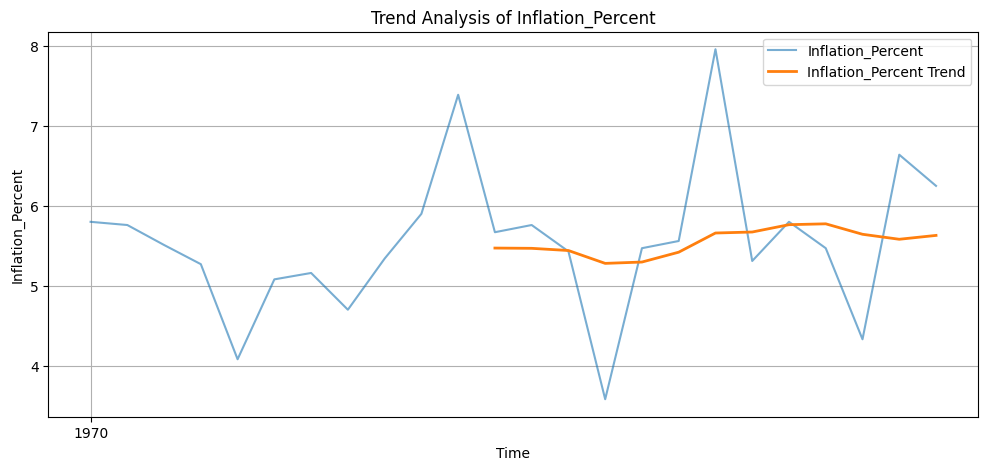 Trend Analysis of Inflation_Percent
Inflation_Percent
Inflation_Percent Trend
8
7
6
5
4
Inflation_Percent
1970
Time